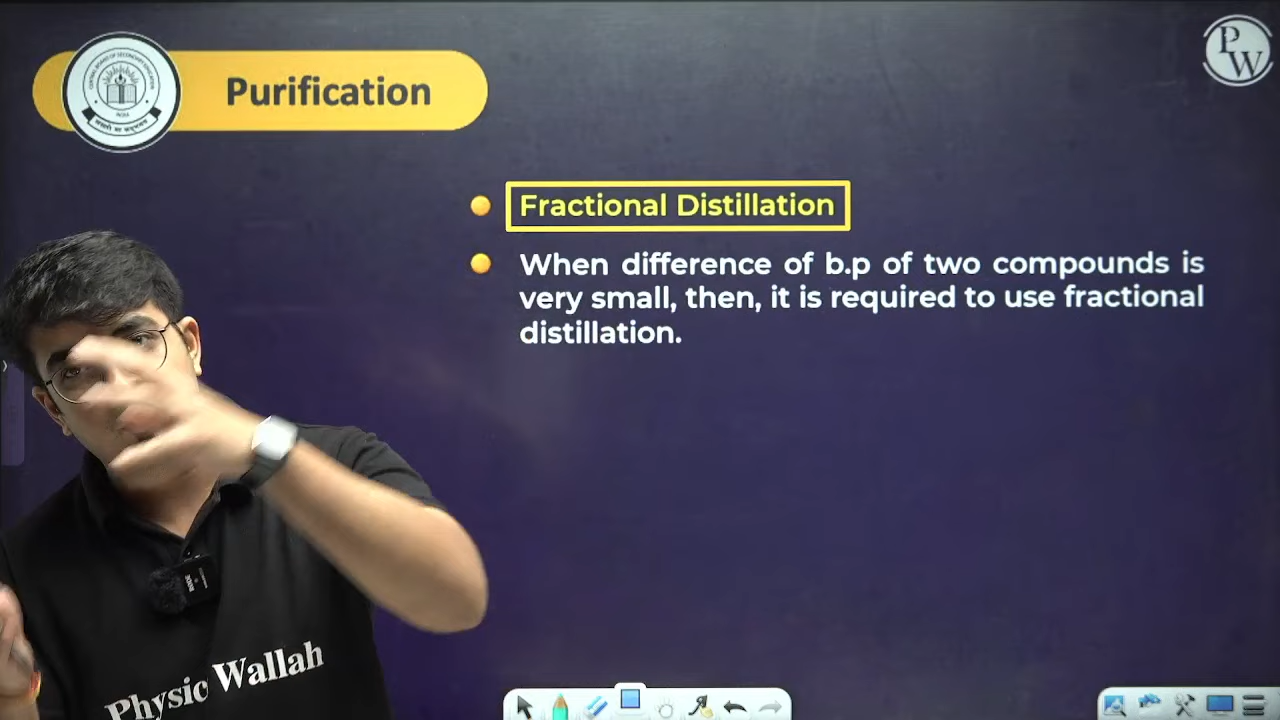 Purification
PW
Fractional Distillation
When difference of b.p of two compounds is
very small, then, it is required to use fractional
distillation.
Physic Wallah